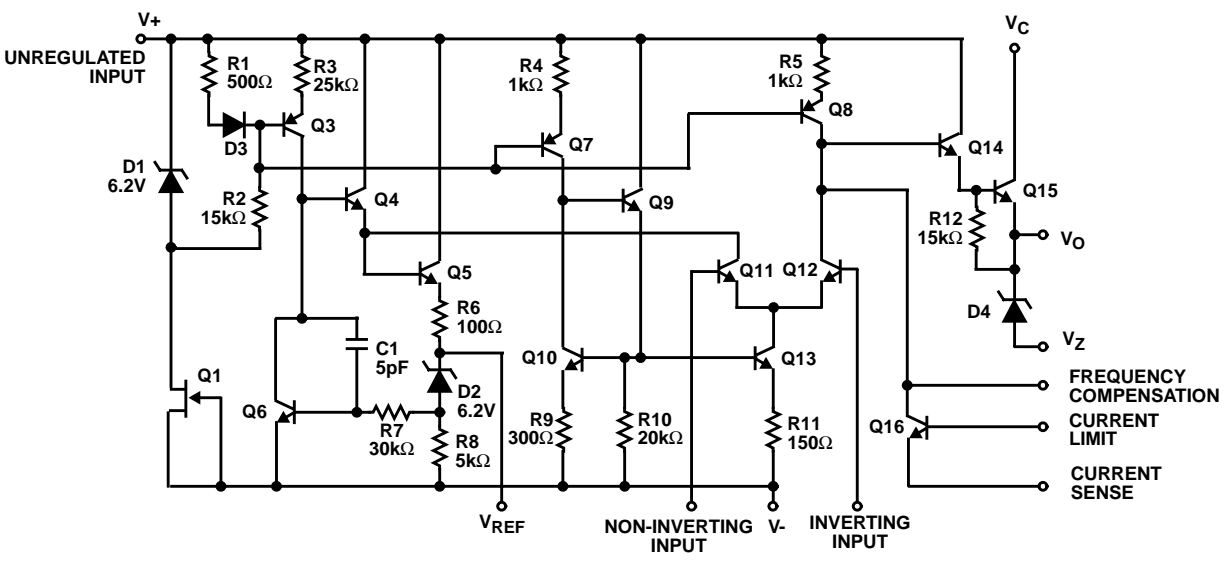 V+
UNREGULATED
INPUT
R1
500Ω
R3
25kΩ
D3
Q3
D1
6.2V
R2
15kΩ
Q4
Q5
R6
100Ω
C1
5pF
Q1
Q6
R7
30kΩ
D2
6.2V
R8
5kΩ
VREF
R4
1kΩ
Q7
Q9
Q10
R9
300Ω
R10
20kΩ
Q11
Q12
Q13
R11
150Ω
NON-INVERTING
INPUT
V-
INVERTING
INPUT
R5
1kΩ
Q8
Q14
Q15
R12
15kΩ
VC
VO
D4
VZ
FREQUENCY
COMPENSATION
Q16
CURRENT
LIMIT
CURRENT
SENSE